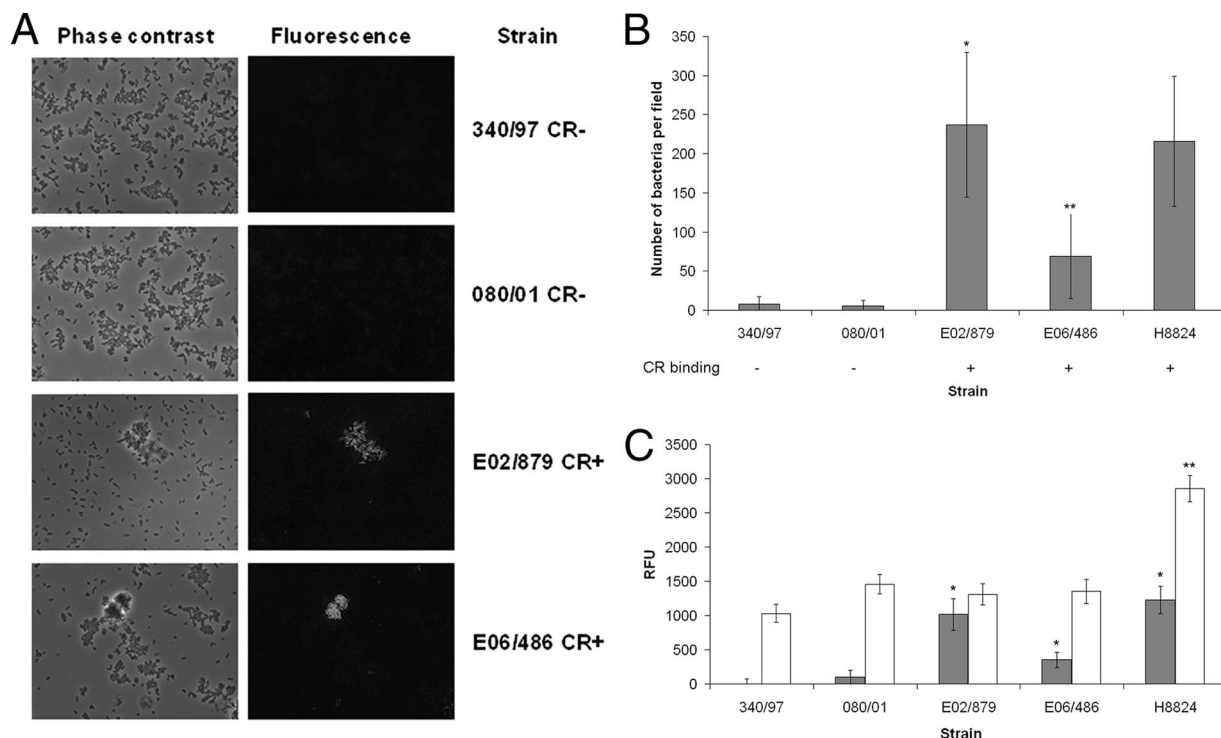 A
Phase contrast Fluorescence Strain
340/97 CR-
080/01 CR-
E02/879 CR+
E06/486 CR+
B
Number of bacteria per field
350
300
250
200
150
100
50
0
*
**
340/97 080/01 E02/879 E06/486 H8824
CR binding - - + + +
Strain
C
RFU
3500
3000
2500
2000
1500
1000
500
0
*
*
*
**
340/97 080/01 E02/879 E06/486 H8824
Strain